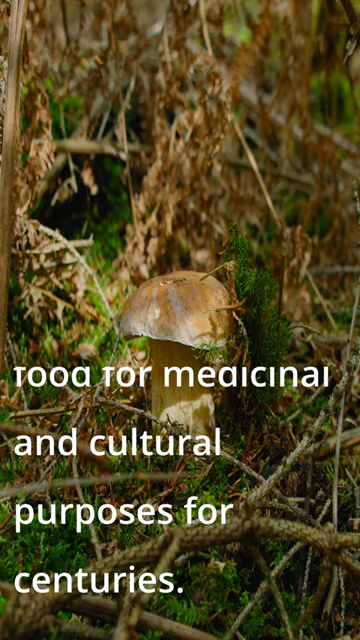 food for medicinal
and cultural
purposes for
centuries.